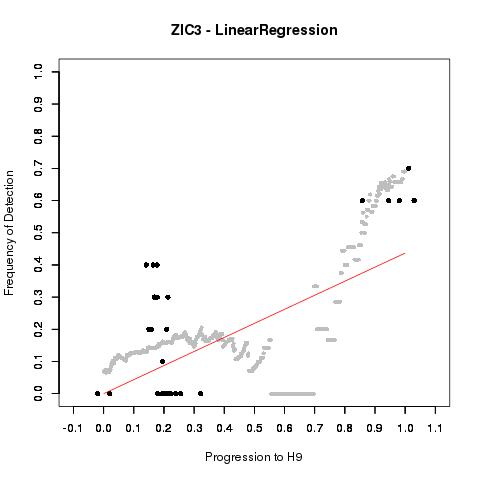 ZIC3 - LinearRegression
Frequency of Detection
1.0
0.9
0.8
0.7
0.6
0.5
0.4
0.3
0.2
0.1
0.0
-0.1 0.0 0.1 0.2 0.3 0.4 0.5 0.6 0.7 0.8 0.9 1.0 1.1
Progression to H9